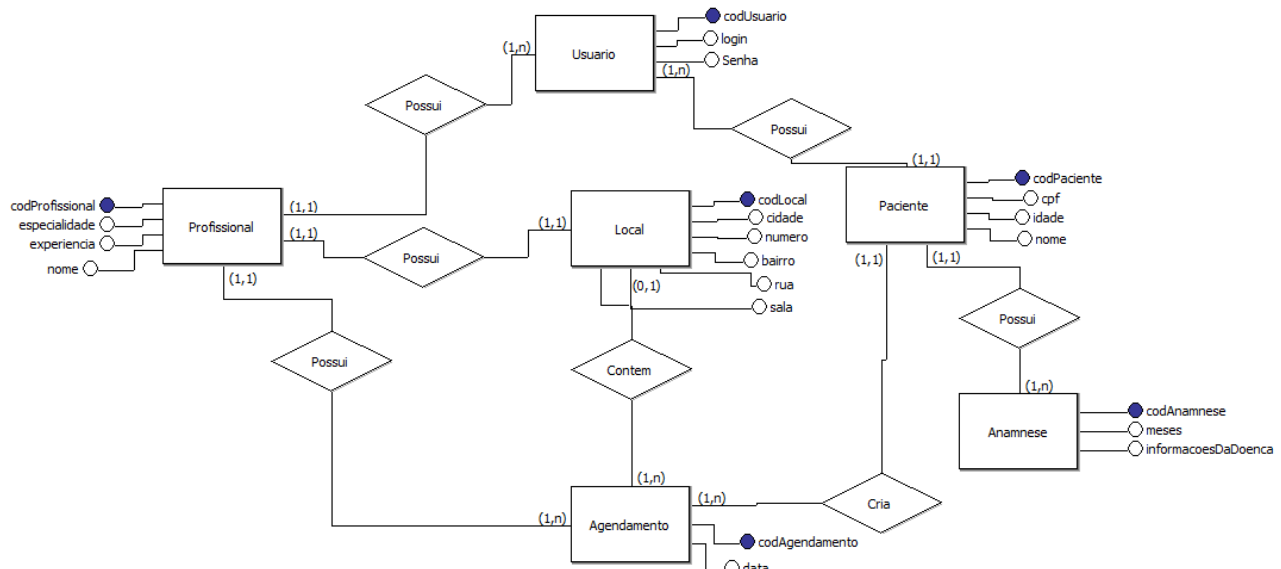 codUsuario
login
Senha
(1,n)
Usuario
(1,n)
Possui
Possui
(1,1)
codProfissional
especialidade
experiencia
nome
Profissional
(1,1)
(1,1)
(1,1)
Possui
(1,1)
Local
codLocal
cidade
numero
bairro
rua
sala
(0,1)
Paciente
codPaciente
cpf
idade
nome
(1,1)
(1,1)
Possui
Possui
Contem
(1,n)
Anamnese
codAnamnese
meses
informacoesDaDoenca
(1,n)
(1,n)
Cria
(1,n)
Agendamento
codAgendamento
data